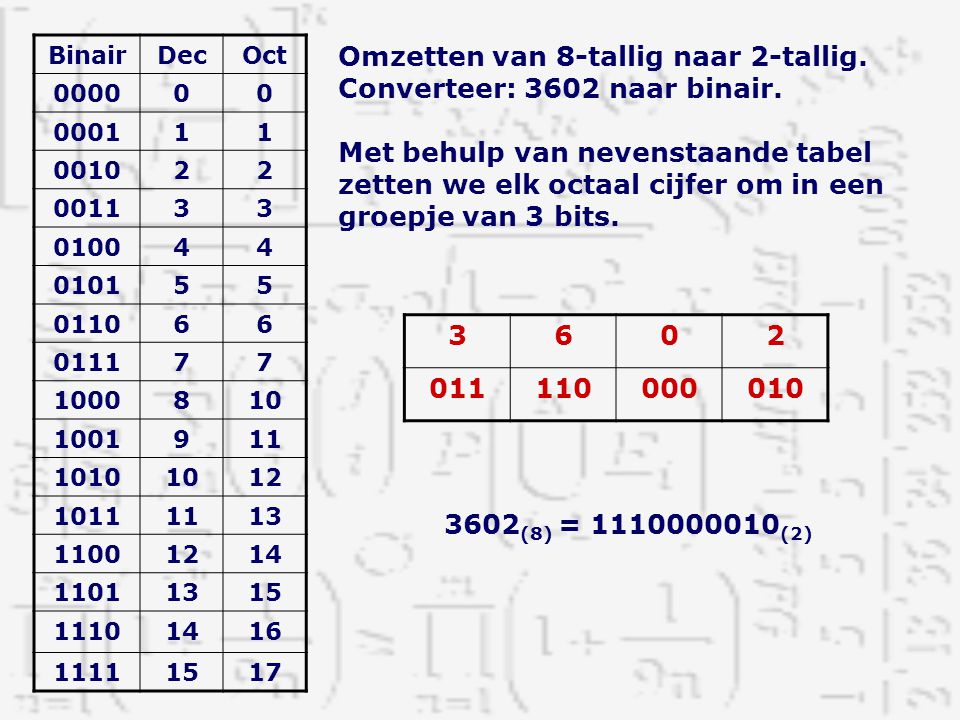 Binair Dec Oct
0000 0 0
0001 1 1
0010 2 2
0011 3 3
0100 4 4
0101 5 5
0110 6 6
0111 7 7
1000 8 10
1001 9 11
1010 10 12
1011 11 13
1100 12 14
1101 13 15
1110 14 16
1111 15 17
Omzetten van 8-tallig naar 2-tallig.
Converteer: 3602 naar binair.
Met behulp van nevenstaande tabel
zetten we elk octaal cijfer om in een
groepje van 3 bits.
3 6 0 2
011 110 000 010
3602(8) = 1110000010(2)